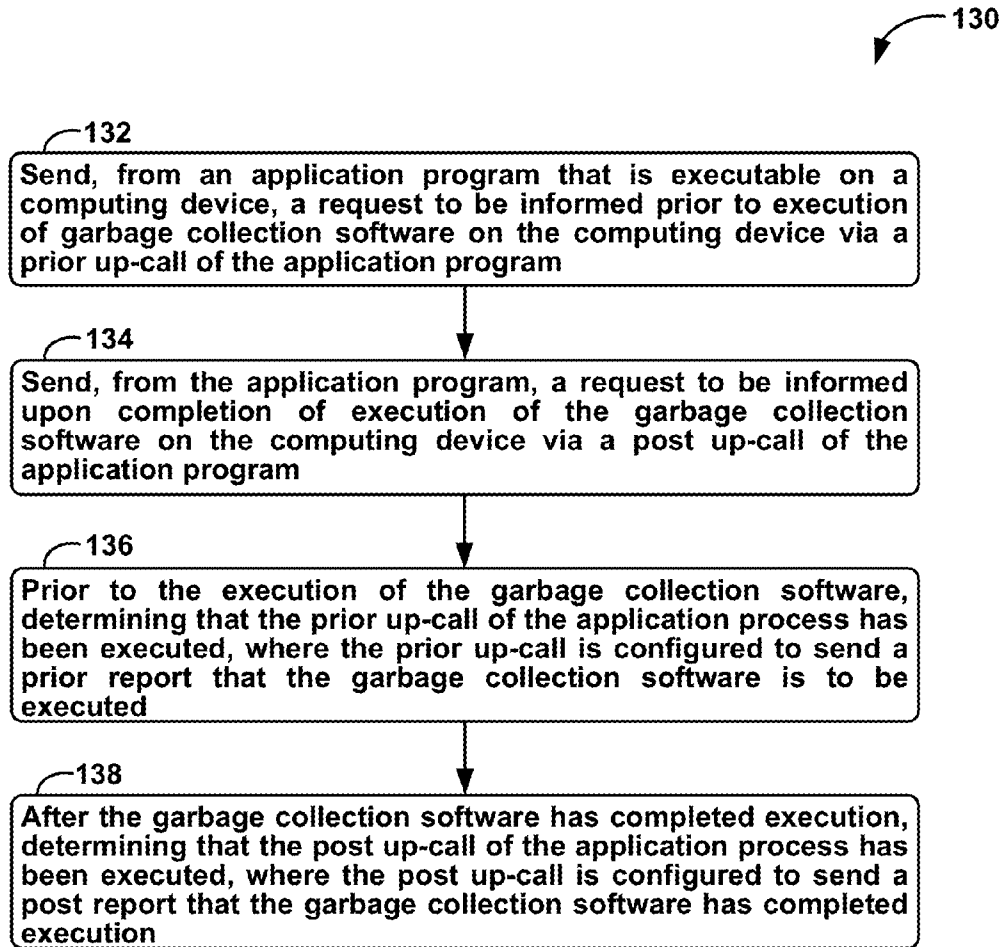 130
132
Send, from an application program that is executable on a
computing device, a request to be informed prior to execution
of garbage collection software on the computing device via a
prior up-call of the application program
134
Send, from the application program, a request to be informed
upon completion of execution of the garbage collection
software on the computing device via a post up-call of the
application program
136
Prior to the execution of the garbage collection software,
determining that the prior up-call of the application process has
been executed, where the prior up-call is configured to send a
prior report that the garbage collection software is to be
executed
138
After the garbage collection software has completed execution,
determining that the post up-call of the application process has
been executed, where the post up-call is configured to send a
post report that the garbage collection software has completed
execution